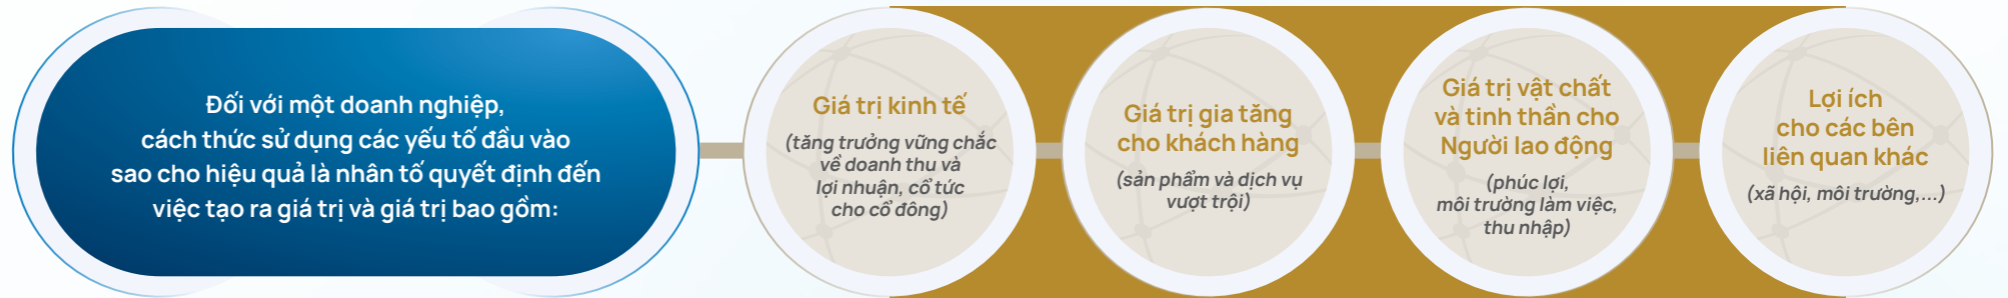 Đối với một doanh nghiệp,
cách thức sử dụng các yếu tố đầu vào
sao cho hiệu quả là nhân tố quyết định đến
việc tạo ra giá trị và giá trị bao gồm:
Giá trị kinh tế
(tăng trưởng vững chắc
về doanh thu và
lợi nhuận, cổ tức
cho cổ đông)
Giá trị gia tăng
cho khách hàng
(sản phẩm và dịch vụ
vượt trội)
Giá trị vật chất
và tinh thần cho
Người lao động
(phúc lợi,
môi trường làm việc,
thu nhập)
Lợi ích
cho các bên
liên quan khác
(xã hội, môi trường,...)